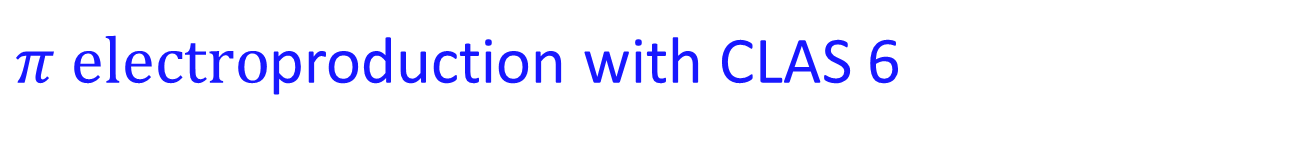 𝜋 electroproduction with CLAS 6